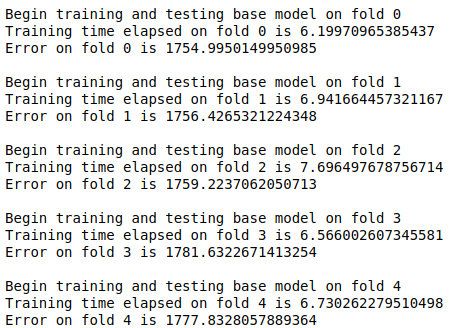 Begin training and testing base model on fold 0
Training time elapsed on fold 0 is 6.19970965385437
Error on fold 0 is 1754.9950149950985
Begin training and testing base model on fold 1
Training time elapsed on fold 1 is 6.941664457321167
Error on fold 1 is 1756.4265321224348
Begin training and testing base model on fold 2
Training time elapsed on fold 2 is 7.696497678756714
Error on fold 2 is 1759.2237062050713
Begin training and testing base model on fold 3
Training time elapsed on fold 3 is 6.566002607345581
Error on fold 3 is 1781.6322671413254
Begin training and testing base model on fold 4
Training time elapsed on fold 4 is 6.730262279510498
Error on fold 4 is 1777.8328057889364